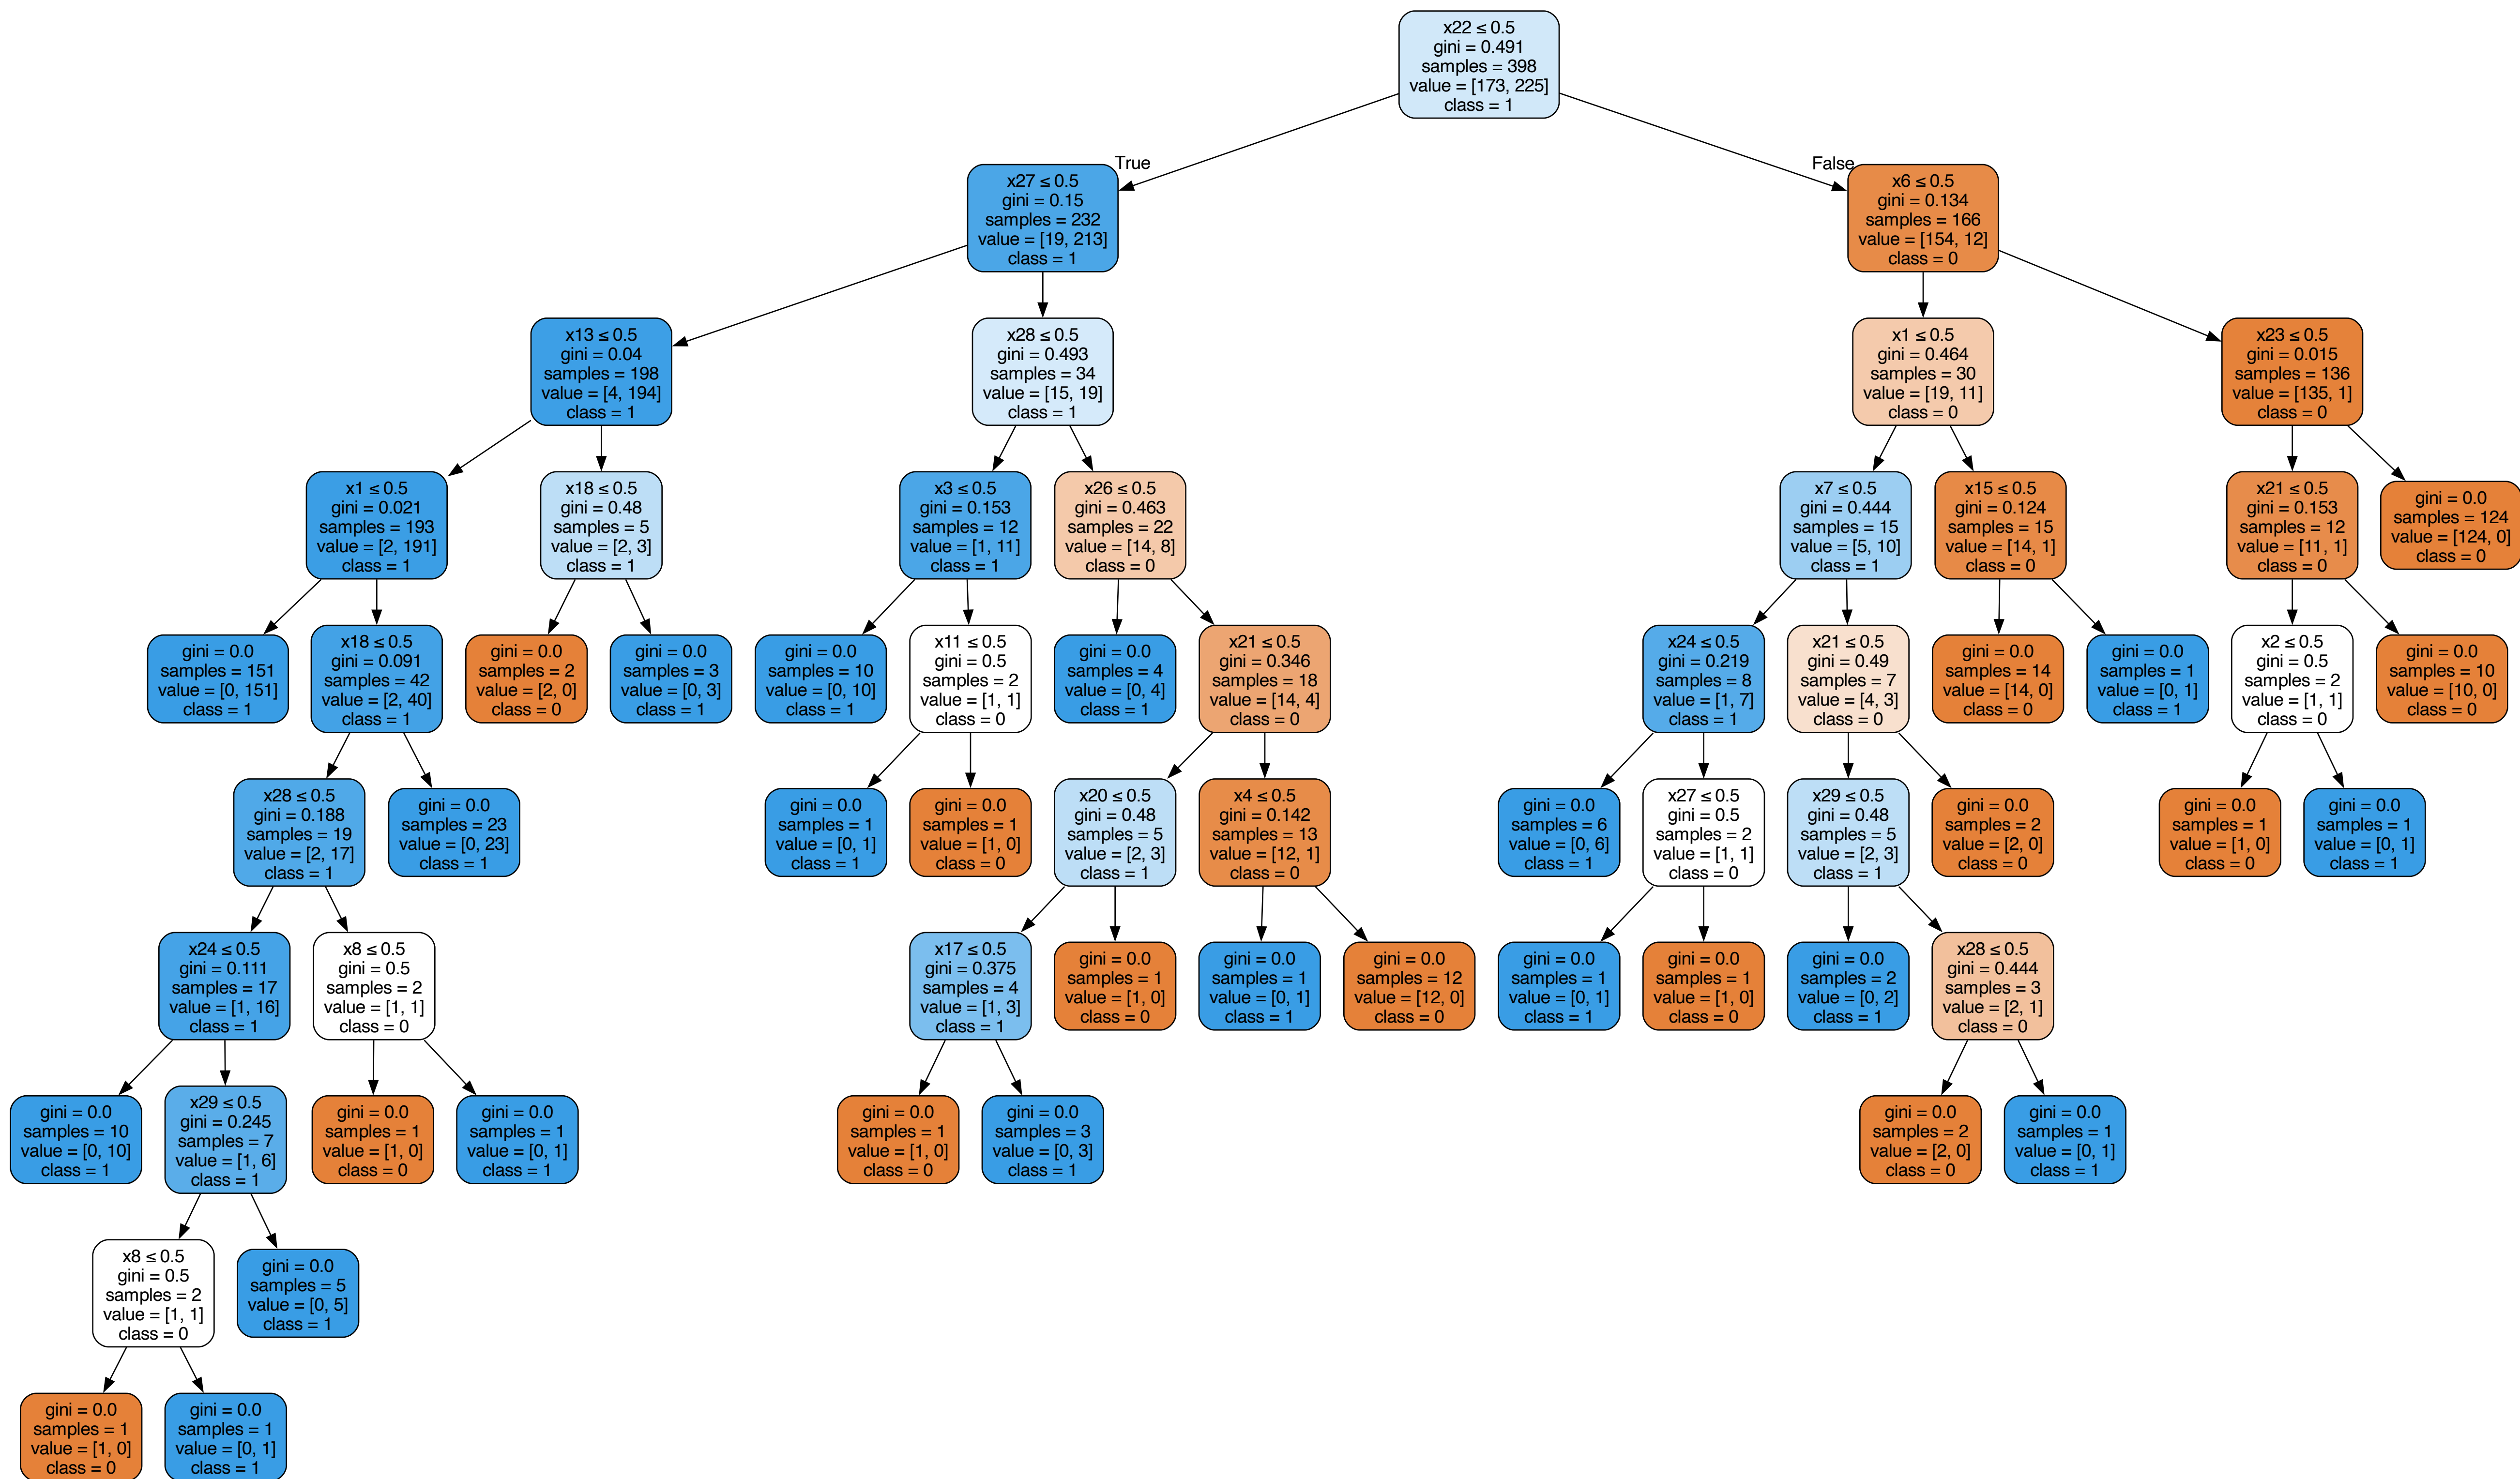 x22 ≤ 0.5
gini = 0.491
samples = 398
value = [173, 225]
class = 1
True
False
x27 ≤ 0.5
gini = 0.15
samples = 232
value = [19, 213]
class = 1
x6 ≤ 0.5
gini = 0.134
samples = 166
value = [154, 12]
class = 0
x13 ≤ 0.5
gini = 0.04
samples = 198
value = [4, 194]
class = 1
x28 ≤ 0.5
gini = 0.493
samples = 34
value = [15, 19]
class = 1
x1 ≤ 0.5
gini = 0.464
samples = 30
value = [19, 11]
class = 0
x23 ≤ 0.5
gini = 0.015
samples = 136
value = [135, 1]
class = 0
x1 ≤ 0.5
gini = 0.021
samples = 193
value = [2, 191]
class = 1
x18 ≤ 0.5
gini = 0.48
samples = 5
value = [2, 3]
class = 1
x3 ≤ 0.5
gini = 0.153
samples = 12
value = [1, 11]
class = 1
x26 ≤ 0.5
gini = 0.463
samples = 22
value = [14, 8]
class = 0
x7 ≤ 0.5
gini = 0.444
samples = 15
value = [5, 10]
class = 1
x15 ≤ 0.5
gini = 0.124
samples = 15
value = [14, 1]
class = 0
x21 ≤ 0.5
gini = 0.153
samples = 12
value = [11, 1]
class = 0
gini = 0.0
samples = 124
value = [124, 0]
class = 0
gini = 0.0
samples = 151
value = [0, 151]
class = 1
x18 ≤ 0.5
gini = 0.091
samples = 42
value = [2, 40]
class = 1
gini = 0.0
samples = 2
value = [2, 0]
class = 0
gini = 0.0
samples = 3
value = [0, 3]
class = 1
gini = 0.0
samples = 10
value = [0, 10]
class = 1
x11 ≤ 0.5
gini = 0.5
samples = 2
value = [1, 1]
class = 0
gini = 0.0
samples = 4
value = [0, 4]
class = 1
x21 ≤ 0.5
gini = 0.346
samples = 18
value = [14, 4]
class = 0
x24 ≤ 0.5
gini = 0.219
samples = 8
value = [1, 7]
class = 1
x21 ≤ 0.5
gini = 0.49
samples = 7
value = [4, 3]
class = 0
gini = 0.0
samples = 14
value = [14, 0]
class = 0
gini = 0.0
samples = 1
value = [0, 1]
class = 1
x2 ≤ 0.5
gini = 0.5
samples = 2
value = [1, 1]
class = 0
gini = 0.0
samples = 10
value = [10, 0]
class = 0
x28 ≤ 0.5
gini = 0.188
samples = 19
value = [2, 17]
class = 1
gini = 0.0
samples = 23
value = [0, 23]
class = 1
gini = 0.0
samples = 1
value = [0, 1]
class = 1
gini = 0.0
samples = 1
value = [1, 0]
class = 0
x20 ≤ 0.5
gini = 0.48
samples = 5
value = [2, 3]
class = 1
x4 ≤ 0.5
gini = 0.142
samples = 13
value = [12, 1]
class = 0
gini = 0.0
samples = 6
value = [0, 6]
class = 1
x27 ≤ 0.5
gini = 0.5
samples = 2
value = [1, 1]
class = 0
x29 ≤ 0.5
gini = 0.48
samples = 5
value = [2, 3]
class = 1
gini = 0.0
samples = 2
value = [2, 0]
class = 0
gini = 0.0
samples = 1
value = [1, 0]
class = 0
gini = 0.0
samples = 1
value = [0, 1]
class = 1
x24 ≤ 0.5
gini = 0.111
samples = 17
value = [1, 16]
class = 1
x8 ≤ 0.5
gini = 0.5
samples = 2
value = [1, 1]
class = 0
x17 ≤ 0.5
gini = 0.375
samples = 4
value = [1, 3]
class = 1
gini = 0.0
samples = 1
value = [1, 0]
class = 0
gini = 0.0
samples = 1
value = [0, 1]
class = 1
gini = 0.0
samples = 12
value = [12, 0]
class = 0
gini = 0.0
samples = 1
value = [0, 1]
class = 1
gini = 0.0
samples = 1
value = [1, 0]
class = 0
gini = 0.0
samples = 2
value = [0, 2]
class = 1
x28 ≤ 0.5
gini = 0.444
samples = 3
value = [2, 1]
class = 0
gini = 0.0
samples = 10
value = [0, 10]
class = 1
x29 ≤ 0.5
gini = 0.245
samples = 7
value = [1, 6]
class = 1
gini = 0.0
samples = 1
value = [1, 0]
class = 0
gini = 0.0
samples = 1
value = [0, 1]
class = 1
gini = 0.0
samples = 1
value = [1, 0]
class = 0
gini = 0.0
samples = 3
value = [0, 3]
class = 1
gini = 0.0
samples = 2
value = [2, 0]
class = 0
gini = 0.0
samples = 1
value = [0, 1]
class = 1
x8 ≤ 0.5
gini = 0.5
samples = 2
value = [1, 1]
class = 0
gini = 0.0
samples = 5
value = [0, 5]
class = 1
gini = 0.0
samples = 1
value = [1, 0]
class = 0
gini = 0.0
samples = 1
value = [0, 1]
class = 1